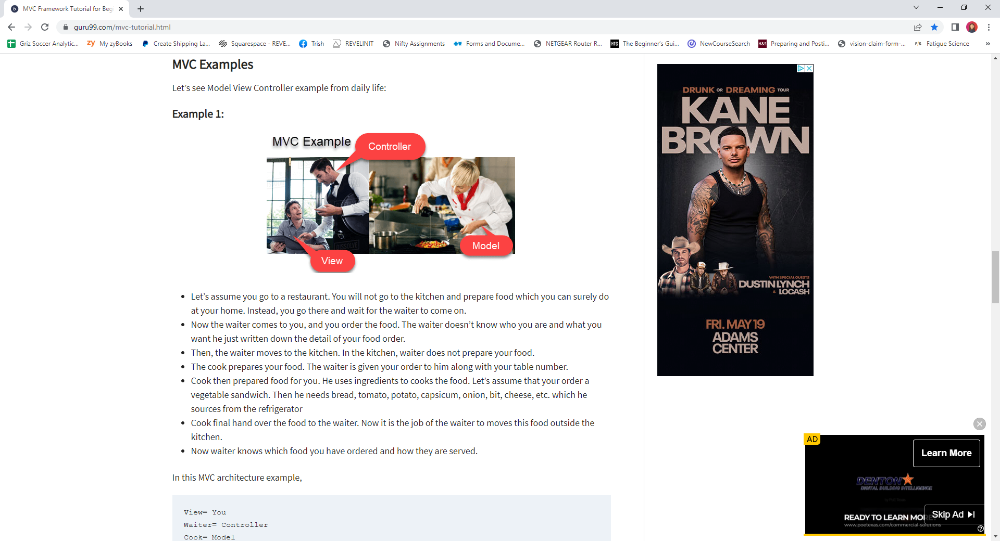 MVC Framework Tutorial for Beg
guru99.com/mvc-tutorial.html
Griz Soccer Analytic...
zy My zyBooks
Create Shipping La...
Squarespace - REVE...
Trish
REVELINIT
Nifty Assignments
Forms and Docume...
NETGEAR Router R...
HTG The Beginner's Gui...
NewCourseSearch
H&S Preparing and Posti...
vision-claim-form-...
F/S Fatigue Science
»
MVC Examples
Let's see Model View Controller example from daily life:
Example 1:
MVC Example
Controller
DISSOLVE
Model
View
• Let's assume you go to a restaurant. You will not go to the kitchen and prepare food which you can surely do
at your home. Instead, you go there and wait for the waiter to come on.
• Now the waiter comes to you, and you order the food. The waiter doesn't know who you are and what you
want he just written down the detail of your food order.
• Then, the waiter moves to the kitchen. In the kitchen, waiter does not prepare your food.
• The cook prepares your food. The waiter is given your order to him along with your table number.
• Cook then prepared food for you. He uses ingredients to cooks the food. Let's assume that your order a
vegetable sandwich. Then he needs bread, tomato, potato, capsicum, onion, bit, cheese, etc. which he
sources from the refrigerator
• Cook final hand over the food to the waiter. Now it is the job of the waiter to moves this food outside the
kitchen.
• Now waiter knows which food you have ordered and how they are served.
In this MVC architecture example,
View= You
Waiter= Controller
Cook= Model
DRUNK OR DREAMING TOUR
KANE
BROWN
WITH SPECIAL GUESTS
DUSTIN LYNCH
& LOCASH
FRI. MAY 19
ADAMS
CENTER
AD
Learn More
DENTON
DIGITAL BUILDING INTELLIGENCE
Skip Ad
READY TO LEARN MORE?
www.poetexas.com/commercial-solutions